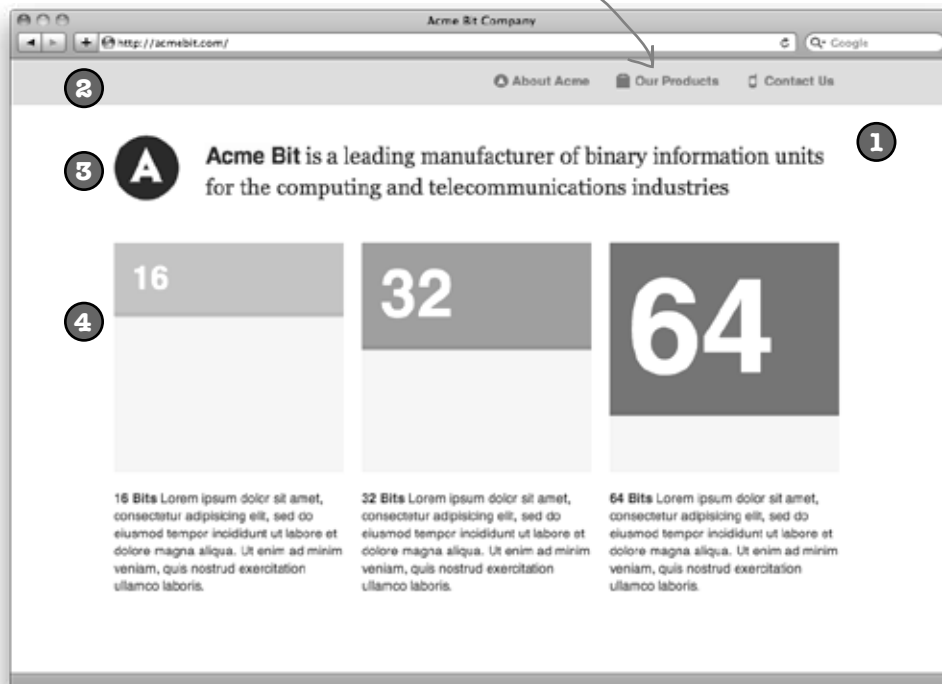 Acme Bit Company
http://acmebit.com/
Google
2
About Acme
Our Products
Contact Us
1
3
A
Acme Bit is a leading manufacturer of binary information units
for the computing and telecommunications industries
4
16
32
64
16 Bits Lorem ipsum dolor sit amet,
consectetur adipisicing elit, sed do
eiusmod tempor incididunt ut labore et
dolore magna aliqua. Ut enim ad minim
veniam, quis nostrud exercitation
ullamco laboris.
32 Bits Lorem ipsum dolor sit amet,
consectetur adipisicing elit, sed do
eiusmod tempor incididunt ut labore et
dolore magna aliqua. Ut enim ad minim
veniam, quis nostrud exercitation
ullamco laboris.
64 Bits Lorem ipsum dolor sit amet,
consectetur adipisicing elit, sed do
eiusmod tempor incididunt ut labore et
dolore magna aliqua. Ut enim ad minim
veniam, quis nostrud exercitation
ullamco laboris.